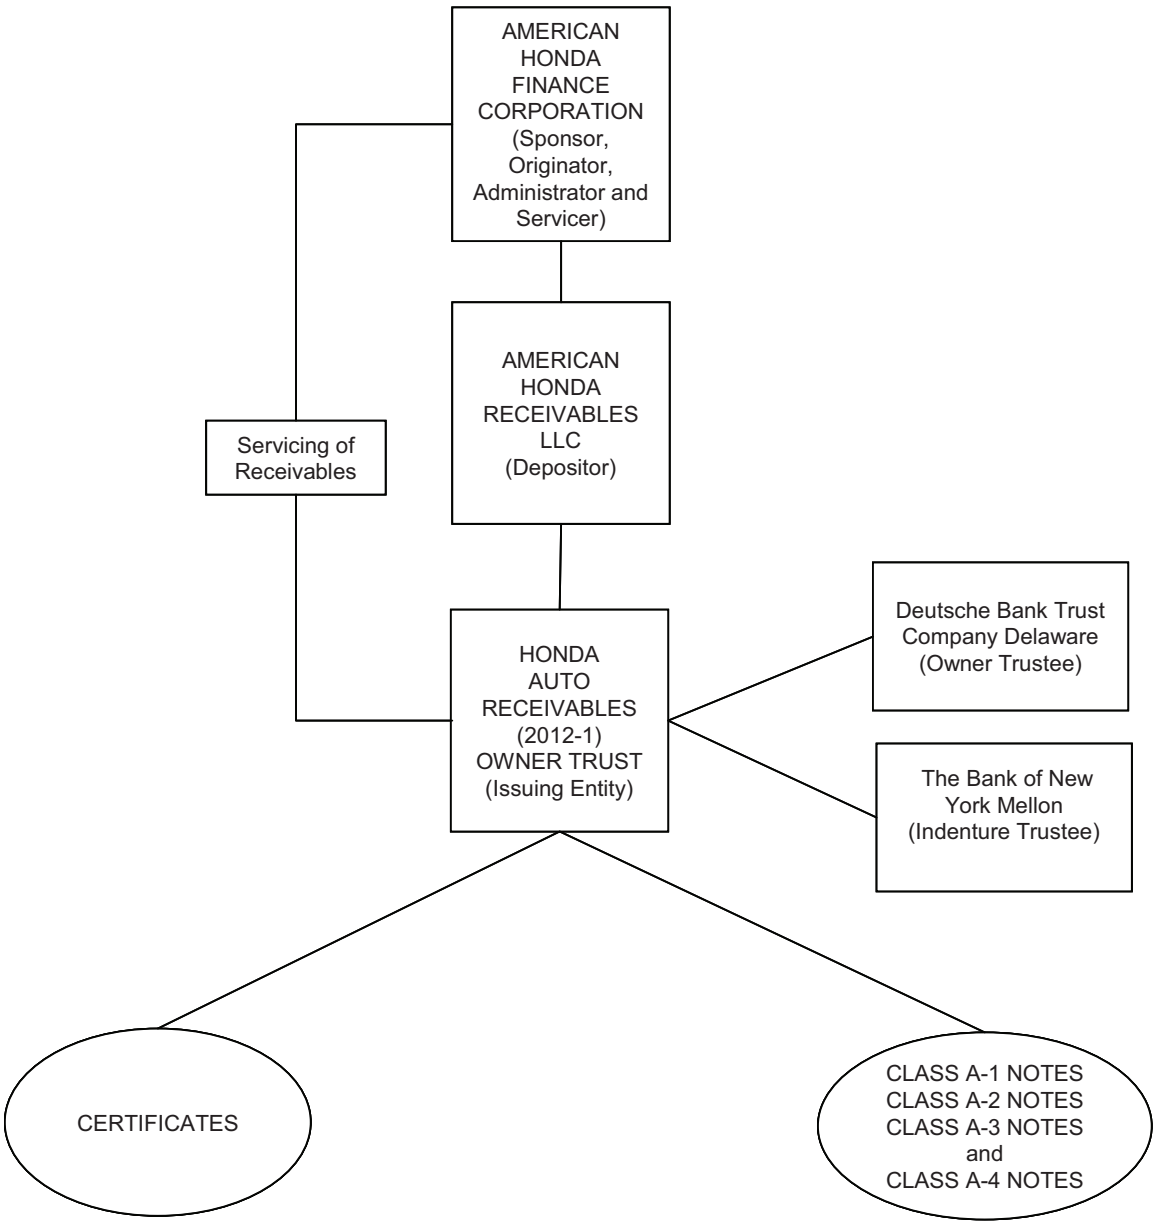 AMERICAN
HONDA
FINANCE
CORPORATION
(Sponsor,
Originator,
Administrator and
Servicer)
AMERICAN
HONDA
RECEIVABLES
LLC
(Depositor)
Servicing of
Receivables
HONDA
AUTO
RECEIVABLES
(2012-1)
OWNER TRUST
(Issuing Entity)
Deutsche Bank Trust
Company Delaware
(Owner Trustee)
The Bank of New
York Mellon
(Indenture Trustee)
CERTIFICATES
CLASS A-1 NOTES
CLASS A-2 NOTES
CLASS A-3 NOTES
and
CLASS A-4 NOTES